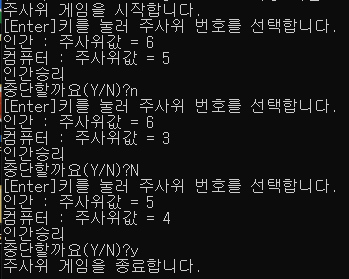 주사위 게임을 시작합니다.
[Enter]키를 눌러 주사위 번호를 선택합니다.
인간 : 주사위값 = 6
컴퓨터 : 주사위값 = 5
인간승리
중단할까요(Y/N)?n
[Enter]키를 눌러 주사위 번호를 선택합니다.
인간 : 주사위값 = 6
컴퓨터 : 주사위값 = 3
인간승리
중단할까요(Y/N)?N
[Enter]키를 눌러 주사위 번호를 선택합니다.
인간 : 주사위값 = 5
컴퓨터 : 주사위값 = 4
인간승리
중단할까요(Y/N)?y
주사위 게임을 종료합니다.